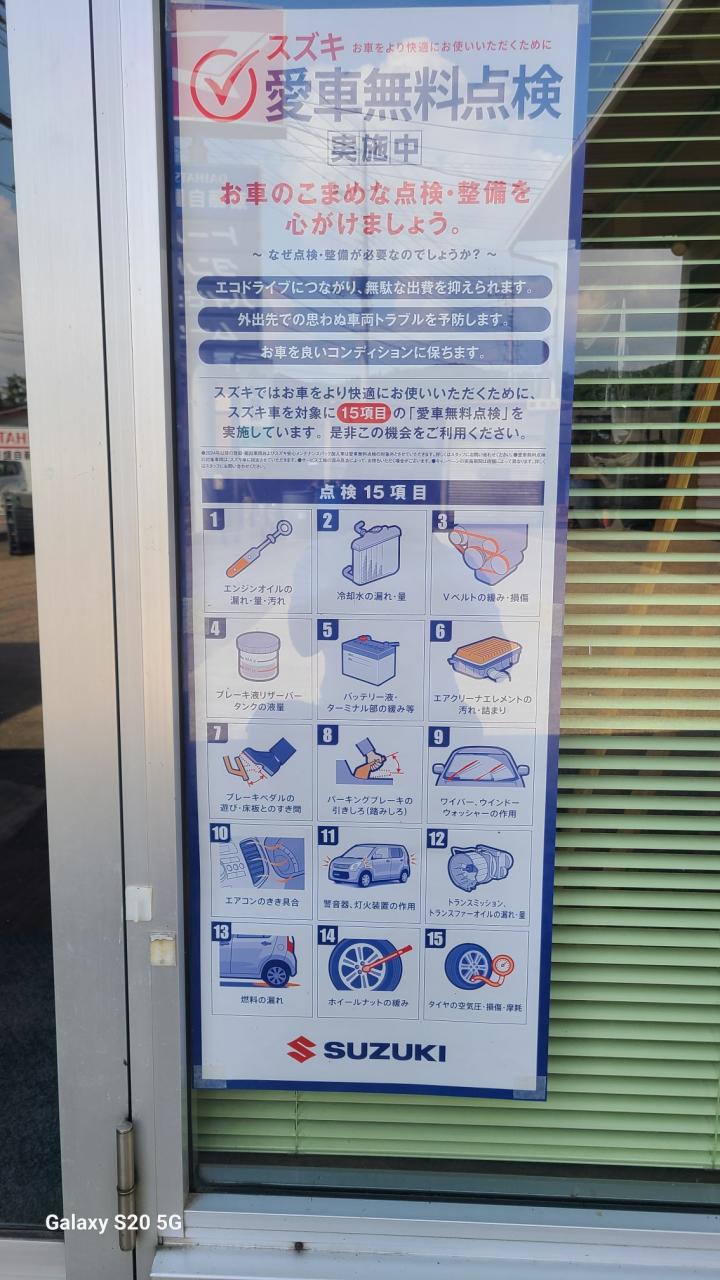 スズキ お車をより快適にお使いいただくために
愛車無料点検
実施中
お車のこまめな点検・整備を
心がけましょう。
～ なぜ点検・整備が必要なのでしょうか? ～
エコドライブにつながり、無駄な出費を抑えられます。
外出先での思わぬ車両トラブルを予防します。
お車を良いコンディションに保ちます。
スズキではお車をより快適にお使いいただくために、
スズキ車を対象に15項目の「愛車無料点検」を
実施しています。是非この機会をご利用ください。
点検15項目
1
エンジンオイルの
漏れ・量・汚れ
2
冷却水の漏れ・量
3
Vベルトの緩み・損傷
4
ブレーキ液リザーバー
タンクの液量
5
バッテリー液・
ターミナル部の緩み等
6
エアクリーナエレメントの
汚れ・詰まり
7
ブレーキペダルの
遊び・床板とのすき間
8
パーキングブレーキの
引きしろ(踏みしろ)
9
ワイパー、ウインドー
ウォッシャーの作用
10
エアコンのきき具合
11
警音器、灯火装置の作用
12
トランスミッション、
トランスファーオイルの漏れ・量
13
燃料の漏れ
14
ホイールナットの緩み
15
タイヤの空気圧・損傷・摩耗
SUZUKI
Galaxy S20 5G